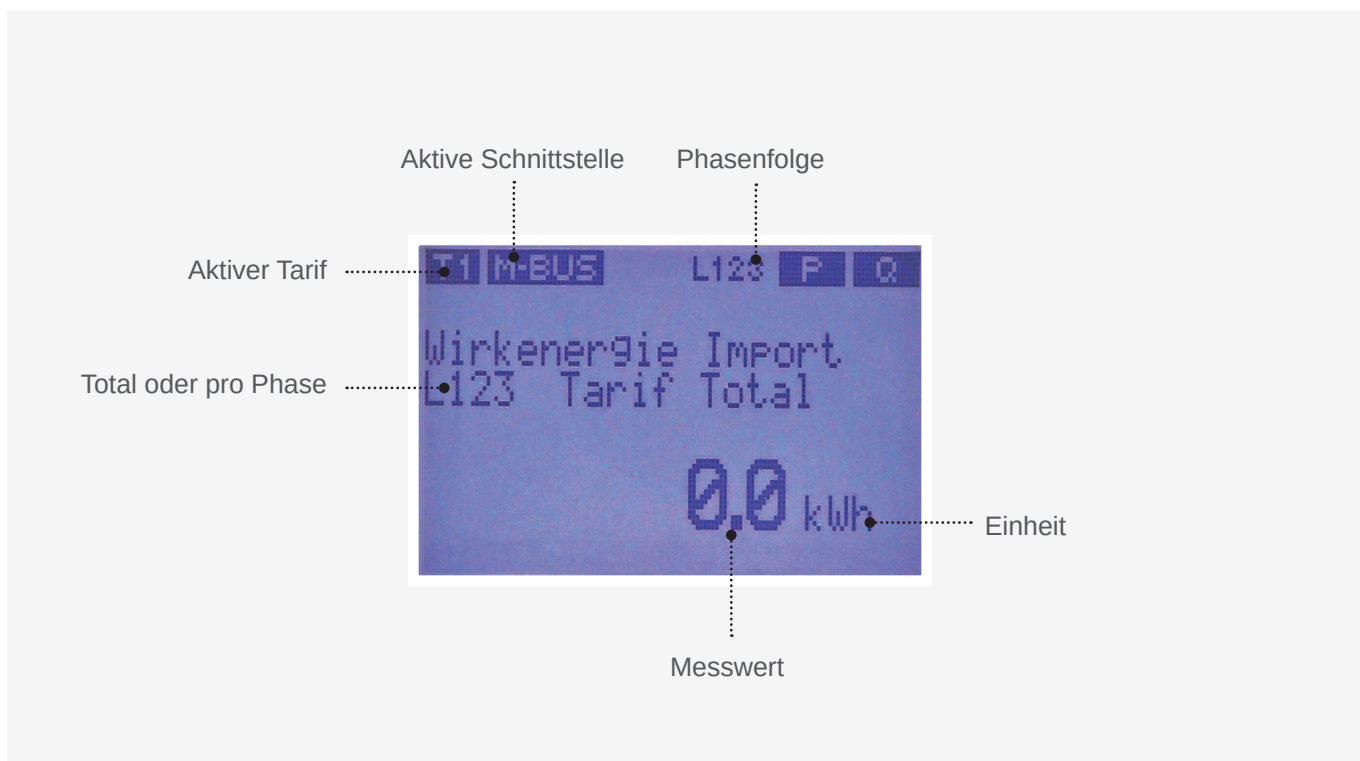 Aktive Schnittstelle Phasenfolge
Aktiver Tarif
T1 M-BUS L123 P Q
Wirkenergie Import
Total oder pro Phase
L123 Tarif Total
0.0 kWh
Einheit
Messwert